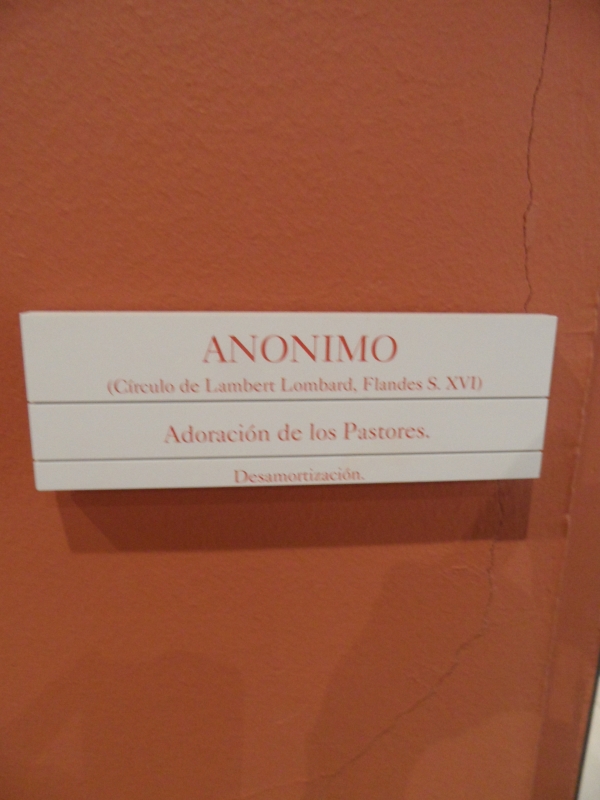 ANONIMO
(Círculo de Lambert Lombard, Flandes S. XVI)
Adoración de los Pastores.
Desamortización.